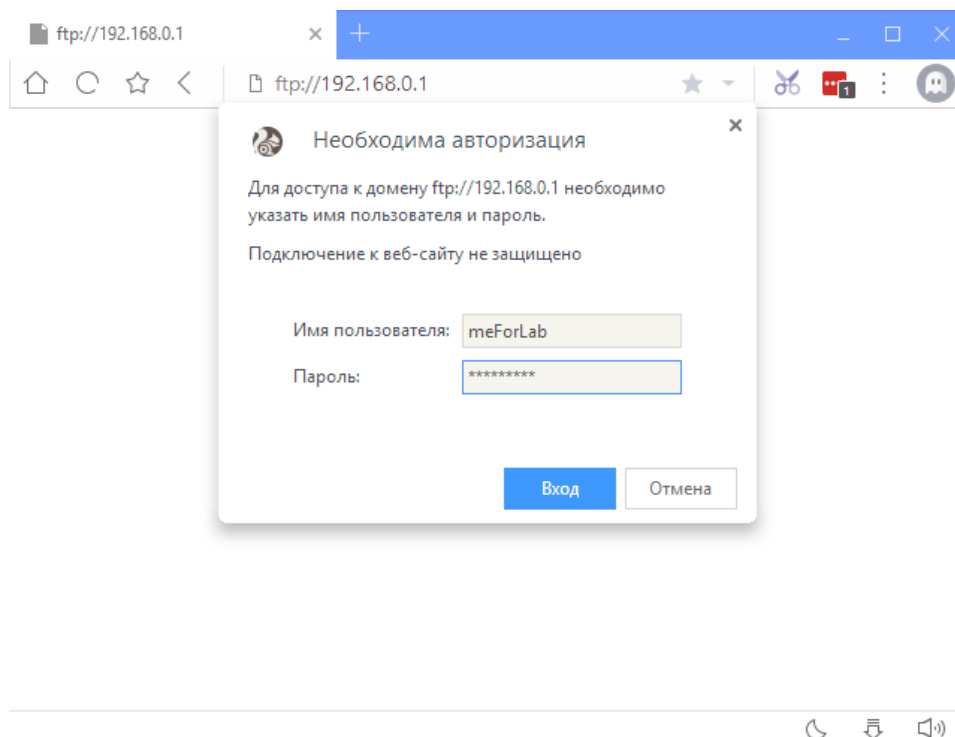 ftp://192.168.0.1
ftp://192.168.0.1
1
Необходима авторизация
Для доступа к домену ftp://192.168.0.1 необходимо
указать имя пользователя и пароль.
Подключение к веб-сайту не защищено
Имя пользователя: meForLab
Пароль: *********
Вход Отмена